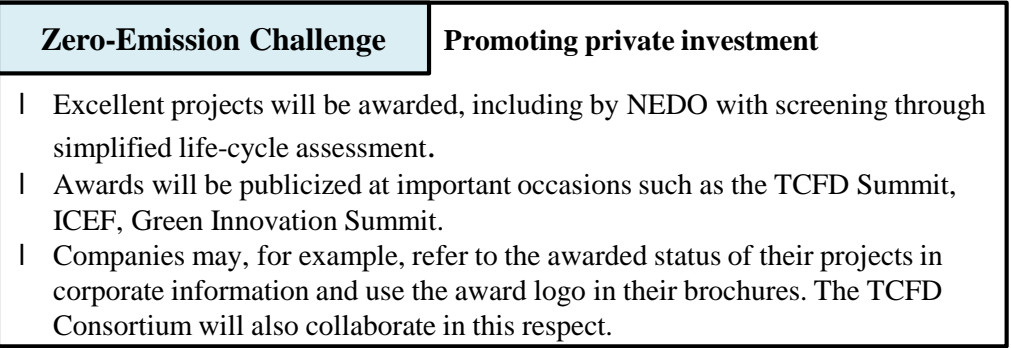 Zero-Emission Challenge Promoting private investment
l Excellent projects will be awarded, including by NEDO with screening through
simplified life-cycle assessment.
l Awards will be publicized at important occasions such as the TCFD Summit,
ICEF, Green Innovation Summit.
l Companies may, for example, refer to the awarded status of their projects in
corporate information and use the award logo in their brochures. The TCFD
Consortium will also collaborate in this respect.